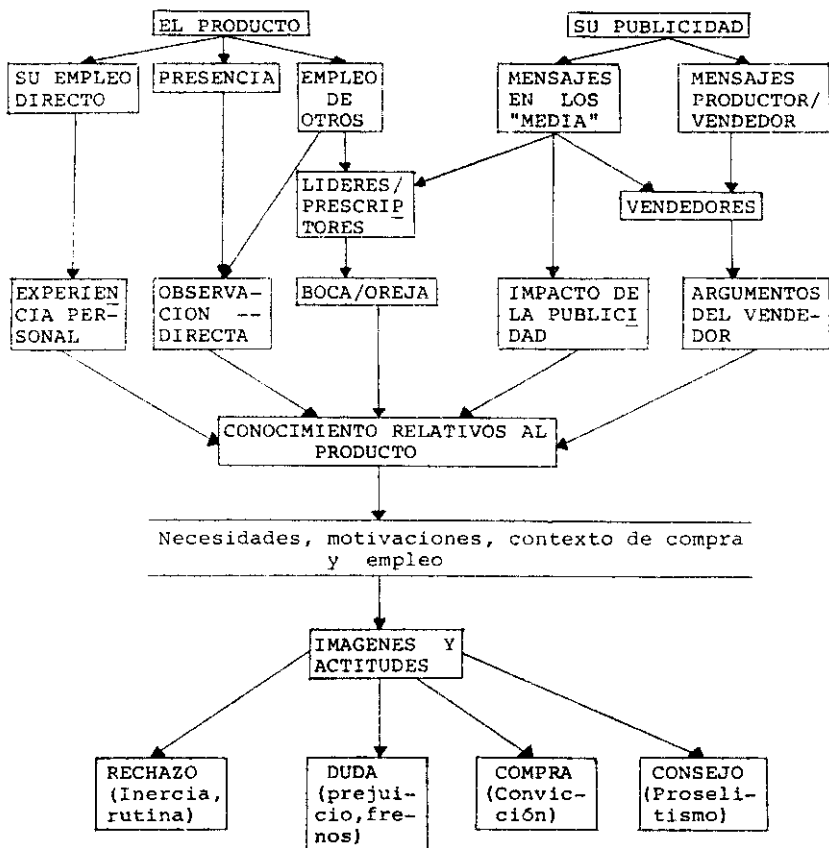 EL PRODUCTO
SU PUBLICIDAD
SU EMPLEO
DIRECTO
PRESENCIA
EMPLEO
DE
OTROS
MENSAJES
EN LOS
"MEDIA"
MENSAJES
PRODUCTOR/
VENDEDOR
LIDERES/
PRESCRIP
TORES
VENDEDORES
EXPERIEN
CIA PER-
SONAL
OBSERVA-
CION --
DIRECTA
BOCA/OREJA
IMPACTO DE
LA PUBLICI
DAD
ARGUMENTOS
DEL VENDE-
DOR
CONOCIMIENTO RELATIVOS AL
PRODUCTO
Necesidades, motivaciones, contexto de compra
y empleo
IMAGENES Y
ACTITUDES
RECHAZO
(Inercia,
rutina)
DUDA
(prejui-
cio,fre-
nos)
COMPRA
(Convic-
ción)
CONSEJO
(Proseli-
tismo)